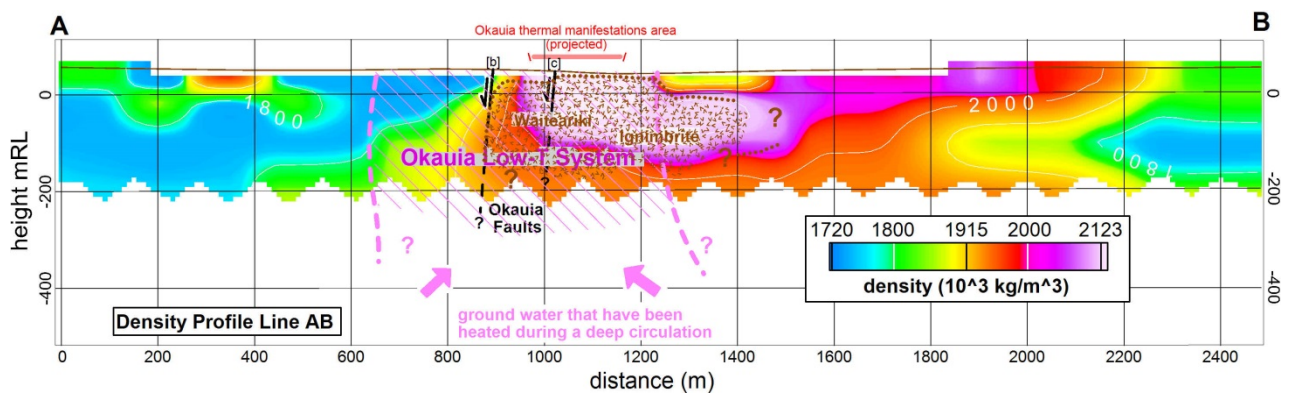 A
B
Okauia thermal manifestations area
(projected)
[b]
[c]
height mRL
0
-200
-400
0
-200
-400
1800
2000
1800
Waiteariki
Ignimbrite
?
?
Okauia Low-T System
?
?
?
Okauia
Faults
?
?
ground water that have been
heated during a deep circulation
Density Profile Line AB
1720 1800 1915 2000 2123
density (10^3 kg/m^3)
0 200 400 600 800 1000 1200 1400 1600 1800 2000 2200 2400
distance (m)